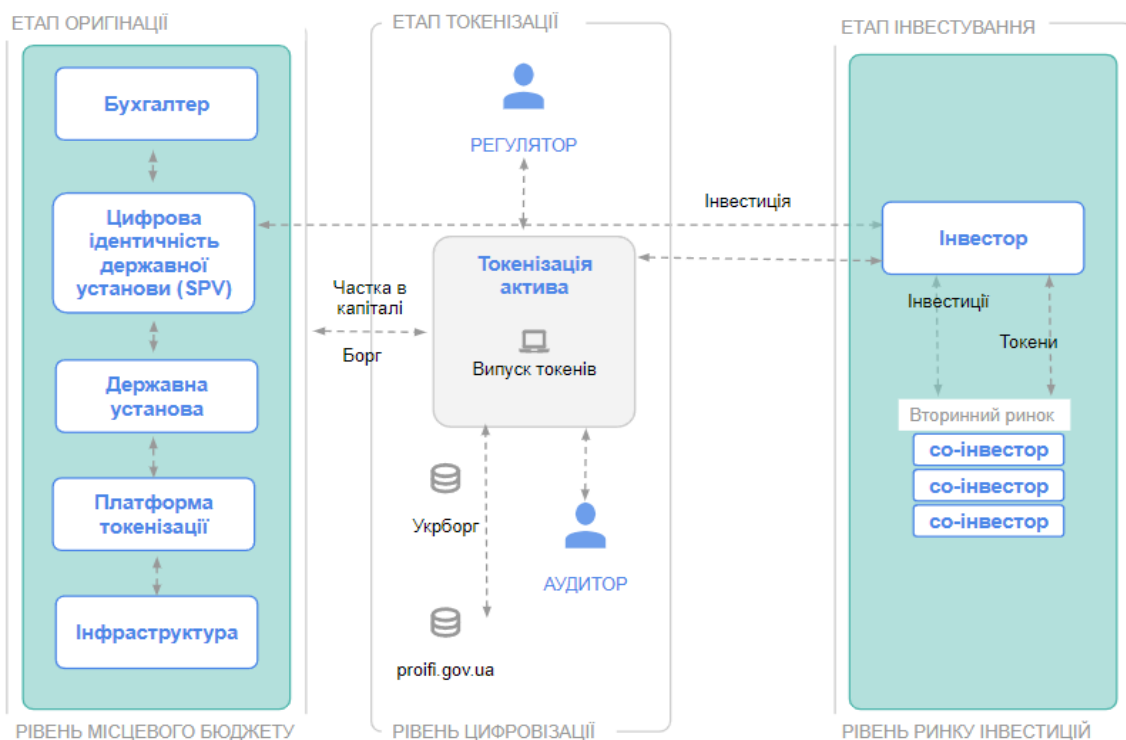 ЕТАП ОРИГІНАЦІЇ
Бухгалтер
Цифрова
ідентичність
державної
установи (SPV)
Державна
установа
Платформа
токенізації
Інфраструктура
РІВЕНЬ МІСЦЕВОГО БЮДЖЕТУ
Частка в
капіталі
Борг
ЕТАП ТОКЕНІЗАЦІЇ
РЕГУЛЯТОР
Токенізація
актива
Випуск токенів
Укрборг
АУДИТОР
proifi.gov.ua
РІВЕНЬ ЦИФРОВІЗАЦІЇ
Інвестиція
ЕТАП ІНВЕСТУВАННЯ
Інвестор
Інвестиції
Токени
Вторинний ринок
со-інвестор
со-інвестор
со-інвестор
РІВЕНЬ РИНКУ ІНВЕСТИЦІЙ